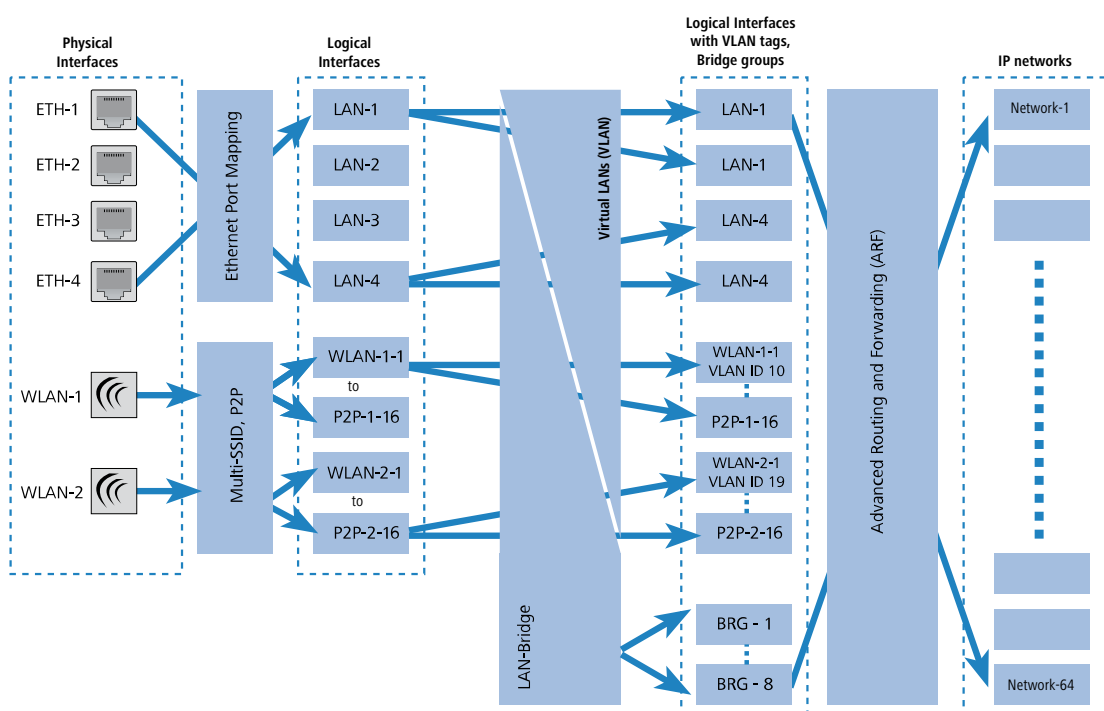 Physical
Interfaces
Logical
Interfaces
Logical Interfaces
with VLAN tags,
Bridge groups
IP networks
ETH-1
ETH-2
ETH-3
ETH-4
WLAN-1
WLAN-2
Ethernet Port Mapping
Multi-SSID, P2P
LAN-1
LAN-2
LAN-3
LAN-4
WLAN-1-1
to
P2P-1-16
WLAN-2-1
to
P2P-2-16
Virtual LANs (VLAN)
LAN-Bridge
LAN-1
LAN-1
LAN-4
LAN-4
WLAN-1-1
VLAN ID 10
P2P-1-16
WLAN-2-1
VLAN ID 19
P2P-2-16
BRG - 1
BRG - 8
Advanced Routing and Forwarding (ARF)
Network-1
Network-64